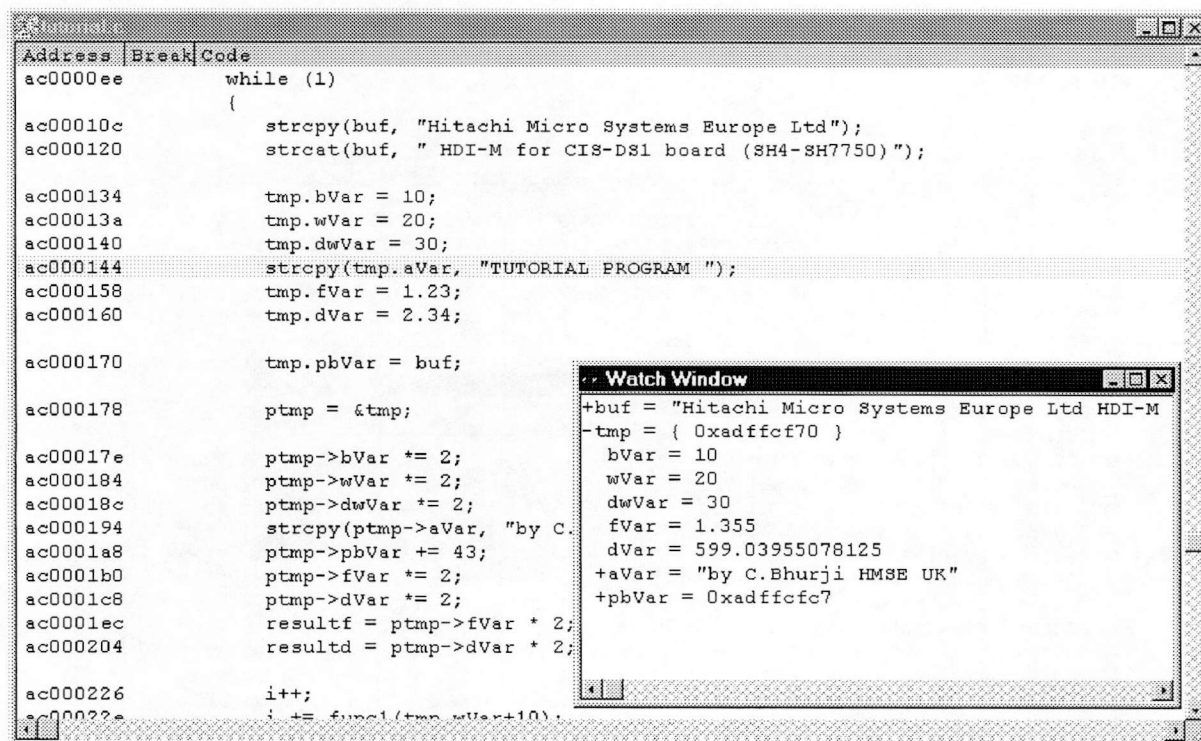 tutorial.c
Address Break Code
ac0000ee while (1)
{
ac00010c strcpy(buf, "Hitachi Micro Systems Europe Ltd");
ac000120 strcat(buf, " HDI-M for CIS-DS1 board (SH4-SH7750)");
ac000134 tmp.bVar = 10;
ac00013a tmp.wVar = 20;
ac000140 tmp.dwVar = 30;
ac000144 strcpy(tmp.aVar, "TUTORIAL PROGRAM ");
ac000158 tmp.fVar = 1.23;
ac000160 tmp.dVar = 2.34;
ac000170 tmp.pbVar = buf;
ac000178 ptmp = &tmp;
ac00017e ptmp->bVar *= 2;
ac000184 ptmp->wVar *= 2;
ac00018c ptmp->dwVar *= 2;
ac000194 strcpy(ptmp->aVar, "by C.
ac0001a8 ptmp->pbVar += 43;
ac0001b0 ptmp->fVar *= 2;
ac0001c8 ptmp->dVar *= 2;
ac0001ec resultf = ptmp->fVar * 2;
ac000204 resultd = ptmp->dVar * 2;
ac000226 i++;
ac00022e i += func1(tmp.wVar+10);
Watch Window
+buf = "Hitachi Micro Systems Europe Ltd HDI-M
-tmp = { 0xadffcf70 }
bVar = 10
wVar = 20
dwVar = 30
fVar = 1.355
dVar = 599.03955078125
+aVar = "by C.Bhurji HMSE UK"
+pbVar = 0xadffcfc7